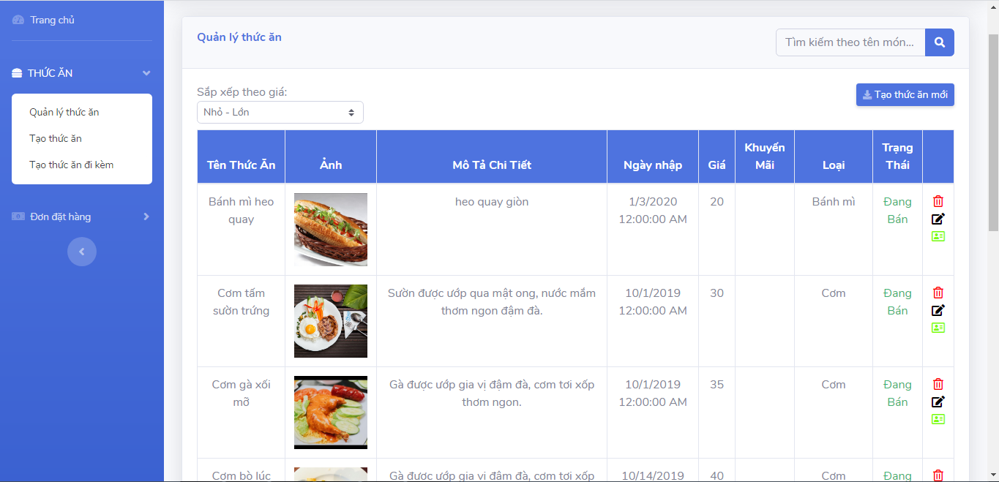 Trang chủ
THỨC ĂN
Quản lý thức ăn
Tạo thức ăn
Tạo thức ăn đi kèm
Đơn đặt hàng
Quản lý thức ăn
Tìm kiếm theo tên món...
Sắp xếp theo giá:
Nhỏ - Lớn
Tạo thức ăn mới
Tên Thức Ăn Ảnh Mô Tả Chi Tiết Ngày nhập Giá Khuyến Mãi Loại Trạng Thái
Bánh mì heo heo quay giòn 1/3/2020 20 Bánh mì Đang
quay 12:00:00 AM Bán
Cơm tấm Sườn được ướp qua mật ong, nước mắm 10/1/2019 30 Cơm Đang
sườn trứng thơm ngon đậm đà. 12:00:00 AM Bán
Cơm gà xối Gà được ướp gia vị đậm đà, cơm tơi xốp 10/1/2019 35 Cơm Đang
mỡ thơm ngon. 12:00:00 AM Bán
Cơm bò lúc Gà được ướp gia vị đậm đà, cơm tơi xốp 10/14/2019 40 Cơm Đang